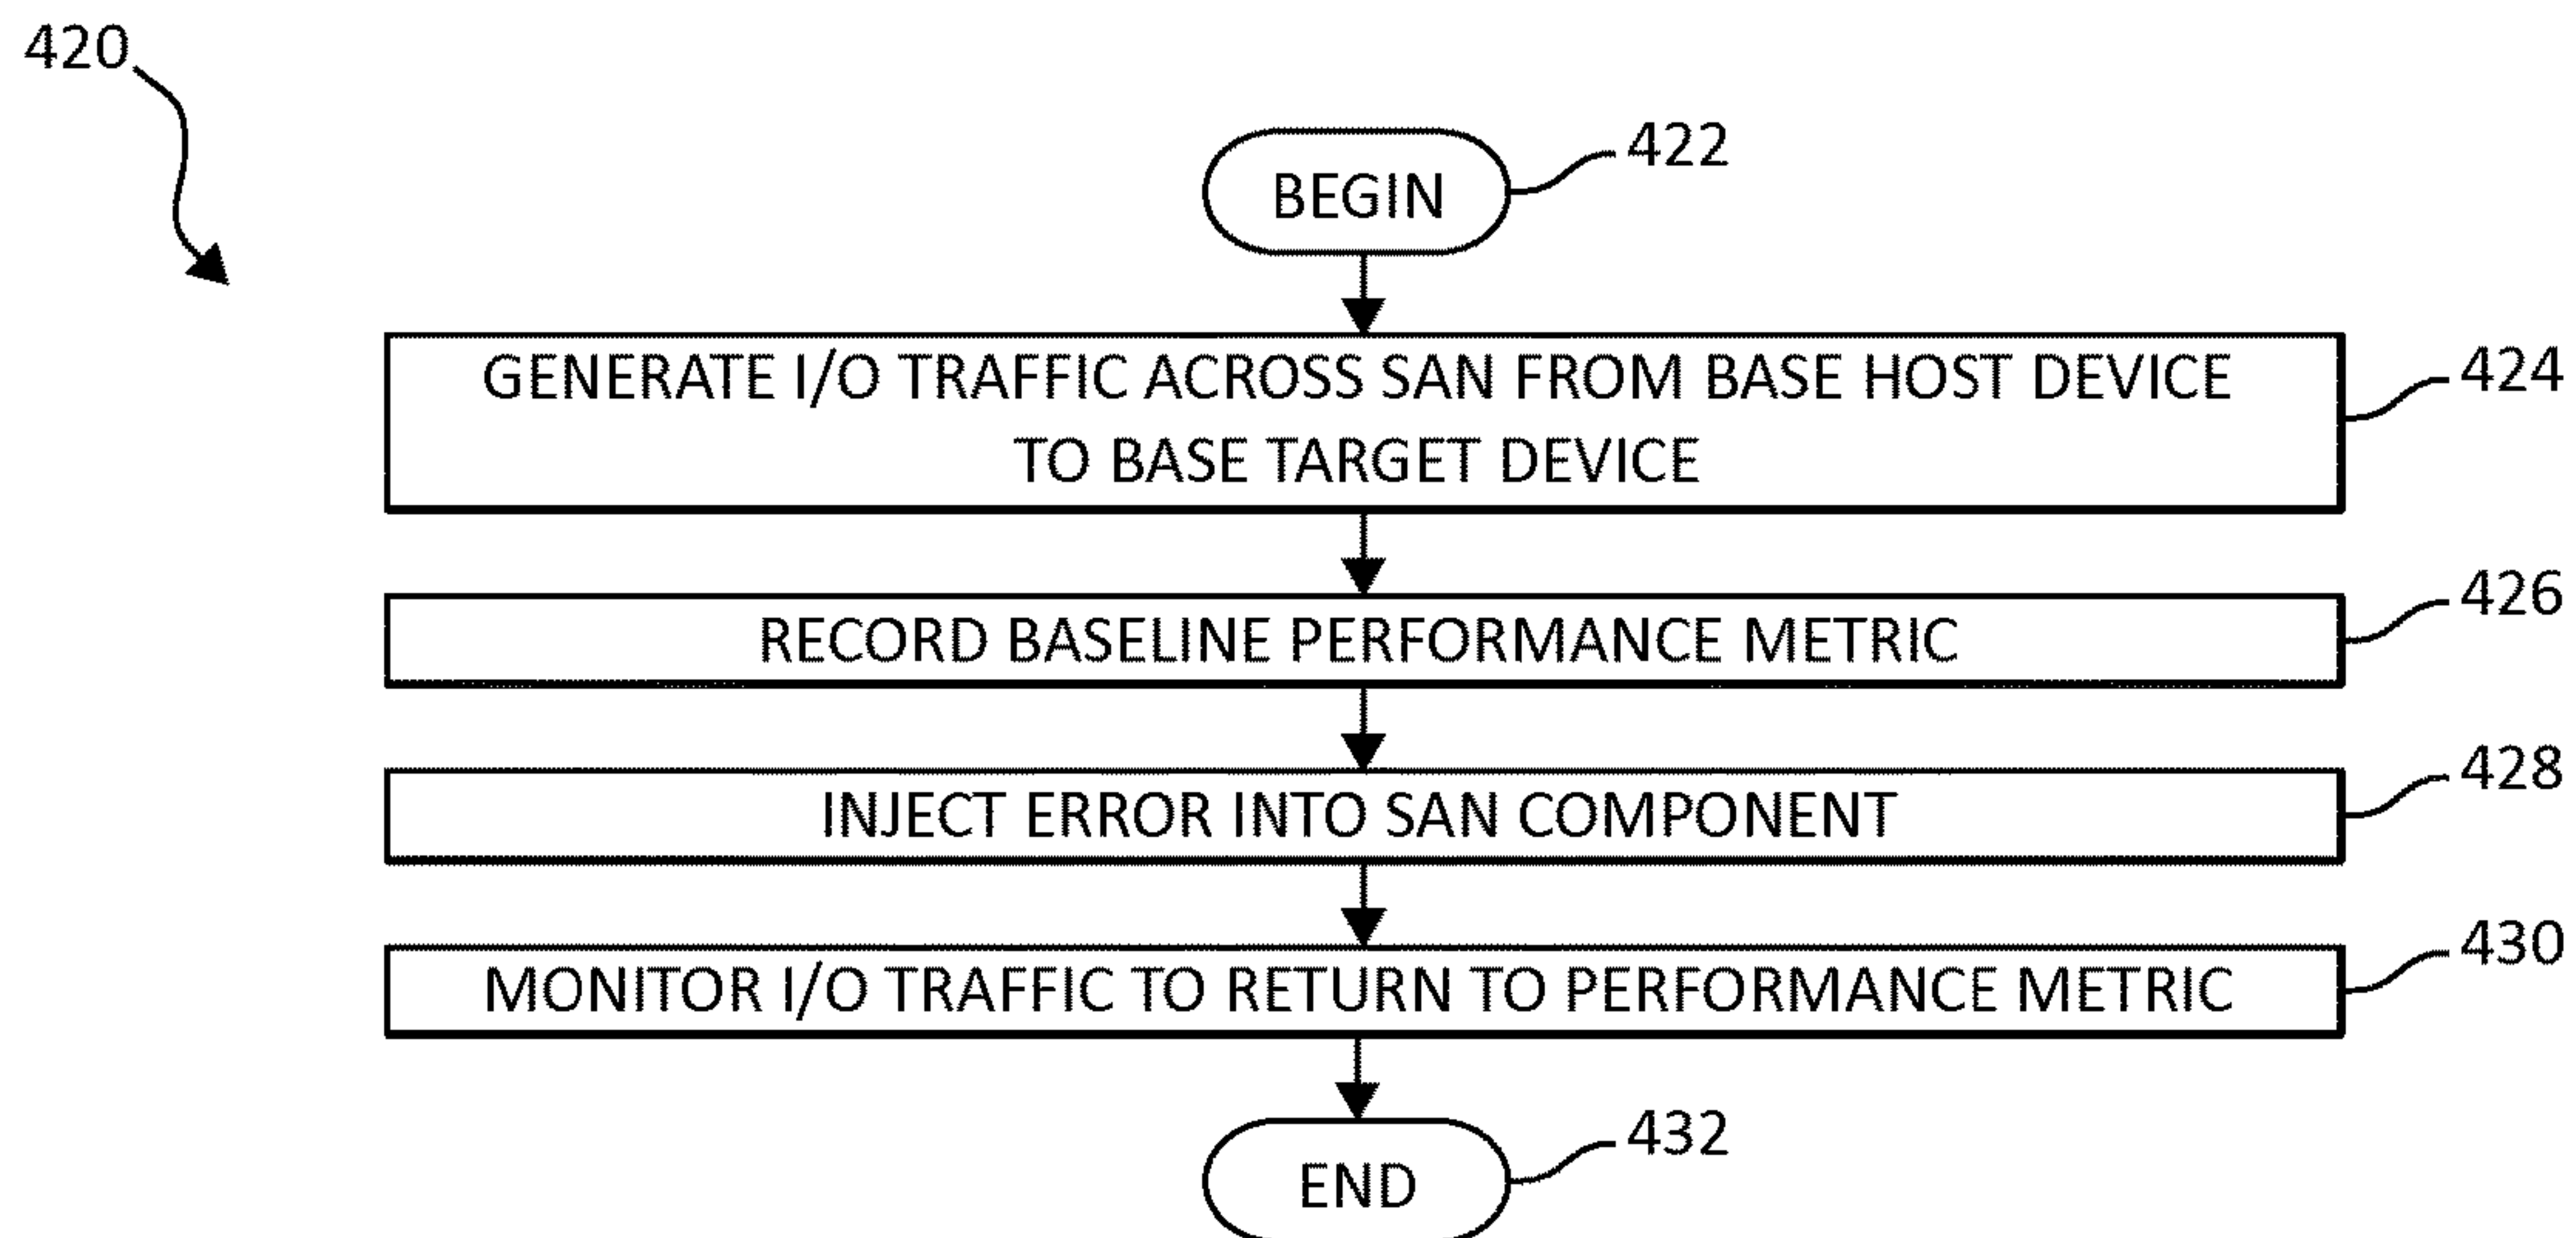 420
BEGIN
422
GENERATE I/O TRAFFIC ACROSS SAN FROM BASE HOST DEVICE
TO BASE TARGET DEVICE
424
RECORD BASELINE PERFORMANCE METRIC
426
INJECT ERROR INTO SAN COMPONENT
428
MONITOR I/O TRAFFIC TO RETURN TO PERFORMANCE METRIC
430
END
432